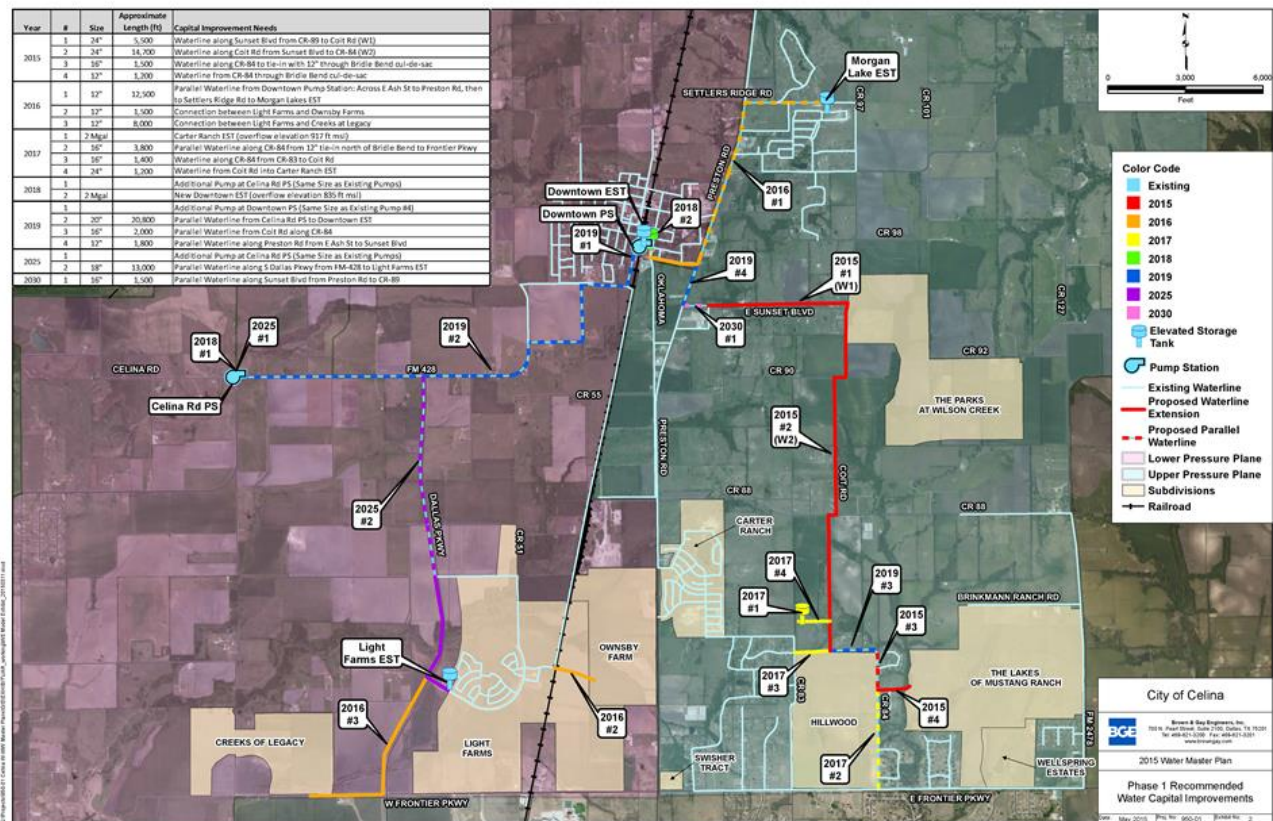 Year # Size Approximate Length (ft) Capital Improvement Needs
2015 1 24" 5,500 Waterline along Sunset Blvd from CR-89 to Coit Rd (W1)
2 24" 14,700 Waterline along Coit Rd from Sunset Blvd to CR-84 (W2)
3 16" 1,500 Waterline along CR-84 to tie-in with 12" through Bridle Bend cul-de-sac
4 12" 1,200 Waterline from CR-84 through Bridle Bend cul-de-sac
2016 1 12" 12,500 Parallel Waterline from Downtown Pump Station: Across E Ash St to Preston Rd, then
to Settlers Ridge Rd to Morgan Lakes EST
2 12" 1,500 Connection between Light Farms and Ownsby Farms
3 12" 8,000 Connection between Light Farms and Creeks at Legacy
2017 1 2 Mgal Carter Ranch EST (overflow elevation 917 ft msl)
2 16" 3,800 Parallel Waterline along CR-84 from 12" tie-in north of Bridle Bend to Frontier Pkwy
3 16" 1,400 Waterline along CR-84 from CR-83 to Coit Rd
4 24" 1,200 Waterline from Coit Rd into Carter Ranch EST
2018 1 Additional Pump at Celina Rd PS (Same Size as Existing Pumps)
2 2 Mgal New Downtown EST (overflow elevation 835 ft msl)
2019 1 Additional Pump at Downtown PS (Same Size as Existing Pump #4)
2 20" 20,800 Parallel Waterline from Celina Rd PS to Downtown EST
3 16" 2,000 Parallel Waterline from Coit Rd along CR-84
4 12" 1,800 Parallel Waterline along Preston Rd from E Ash St to Sunset Blvd
2025 1 Additional Pump at Celina Rd PS (Same Size as Existing Pumps)
2 18" 13,000 Parallel Waterline along S Dallas Pkwy from FM-428 to Light Farms EST
2030 1 16" 1,500 Parallel Waterline along Sunset Blvd from Preston Rd to CR-89
N
0 3,000 6,000
Feet
Morgan
Lake EST
SETTLERS RIDGE RD
CR 97
CR 101
PRESTON RD
2016
#1
Downtown EST
Downtown PS
2018
#2
2019
#1
CR 98
2019
#4
2015
#1
(W1)
OKLAHOMA
E SUNSET BLVD
2030
#1
CR 127
2018
#1
2025
#1
2019
#2
CELINA RD
FM 428
Celina Rd PS
CR 55
CR 90
CR 92
THE PARKS
AT WILSON CREEK
2015
#2
(W2)
PRESTON RD
COIT RD
2025
#2
DALLAS PKWY
CR 88
CR 88
CR 51
CARTER
RANCH
2017
#4
2017
#1
2019
#3
2015
#3
BRINKMANN RANCH RD
Light
Farms EST
OWNSBY
FARM
2017
#3
CR 83
THE LAKES
OF MUSTANG RANCH
2016
#3
2016
#2
CR 84
2015
#4
HILLWOOD
FM 2478
CREEKS OF LEGACY
LIGHT
FARMS
SWISHER
TRACT
2017
#2
WELLSPRING
ESTATES
W FRONTIER PKWY
E FRONTIER PKWY
Color Code
Existing
2015
2016
2017
2018
2019
2025
2030
Elevated Storage
Tank
Pump Station
Existing Waterline
Proposed Waterline
Extension
Proposed Parallel
Waterline
Lower Pressure Plane
Upper Pressure Plane
Subdivisions
Railroad
City of Celina
BGE
Brown & Gay Engineers, Inc.
www.browngay.com
2015 Water Master Plan
Phase 1 Recommended
Water Capital Improvements
Date: May 2015 Proj. No: 960-01 Exhibit No: 2